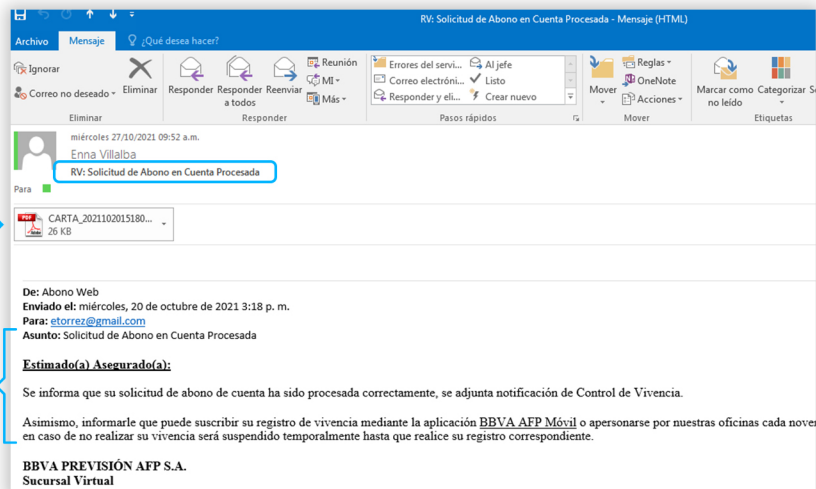 RV: Solicitud de Abono en Cuenta Procesada - Mensaje (HTML)
Archivo Mensaje ¿Qué desea hacer?
Ignorar
Correo no deseado
Eliminar
Eliminar
Responder
Responder a todos
Reenviar
Reunión
MI
Más
Responder
Errores del servi...
Correo electróni...
Responder y eli...
Al jefe
Listo
Crear nuevo
Pasos rápidos
Mover
Reglas
OneNote
Acciones
Mover
Marcar como no leído
Categorizar
Etiquetas
miércoles 27/10/2021 09:52 a.m.
Enna Villalba
RV: Solicitud de Abono en Cuenta Procesada
Para
PDF
Adobe
CARTA_2021102015180...
26 KB
De: Abono Web
Enviado el: miércoles, 20 de octubre de 2021 3:18 p. m.
Para: etorrez@gmail.com
Asunto: Solicitud de Abono en Cuenta Procesada
Estimado(a) Asegurado(a):
Se informa que su solicitud de abono de cuenta ha sido procesada correctamente, se adjunta notificación de Control de Vivencia.
Asimismo, informarle que puede suscribir su registro de vivencia mediante la aplicación BBVA AFP Móvil o apersonarse por nuestras oficinas cada
en caso de no realizar su vivencia será suspendido temporalmente hasta que realice su registro correspondiente.
BBVA PREVISIÓN AFP S.A.
Sucursal Virtual